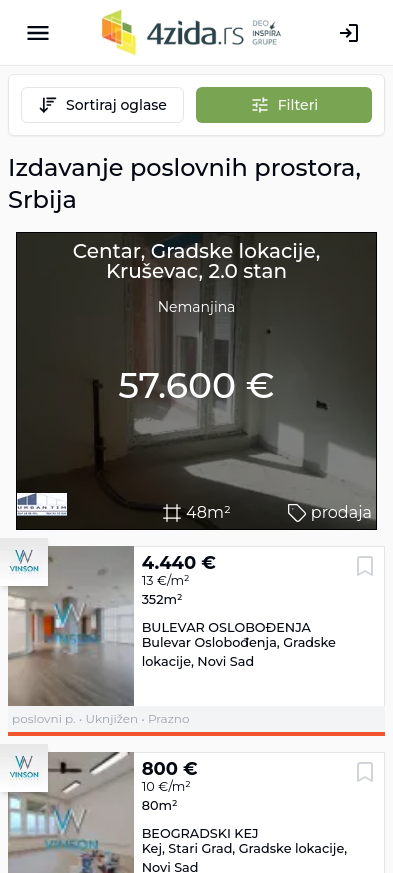 4zida.rs
DEO
INSPIRA
GRUPE
Sortiraj oglase
Filteri
Izdavanje poslovnih prostora,
Srbija
Centar, Gradske lokacije,
Kruševac, 2.0 stan
Nemanjina
57.600 €
URBAN TIM
48m²
prodaja
VINSON
VINSON
4.440 €
13 €/m²
352m²
BULEVAR OSLOBOĐENJA
Bulevar Oslobođenja, Gradske
lokacije, Novi Sad
poslovni p. • Uknjižen • Prazno
VINSON
VINSON
800 €
10 €/m²
80m²
BEOGRADSKI KEJ
Kej, Stari Grad, Gradske lokacije,
Novi Sad